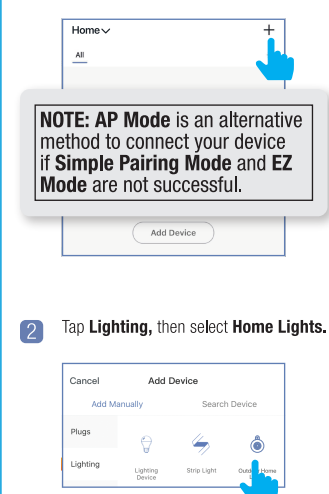 Home
All
NOTE: AP Mode is an alternative
method to connect your device
if Simple Pairing Mode and EZ
Mode are not successful.
Add Device
2 Tap Lighting, then select Home Lights.
Cancel Add Device
Add Manually Search Device
Plugs
Lighting
Lighting
Device
Strip Light
Home